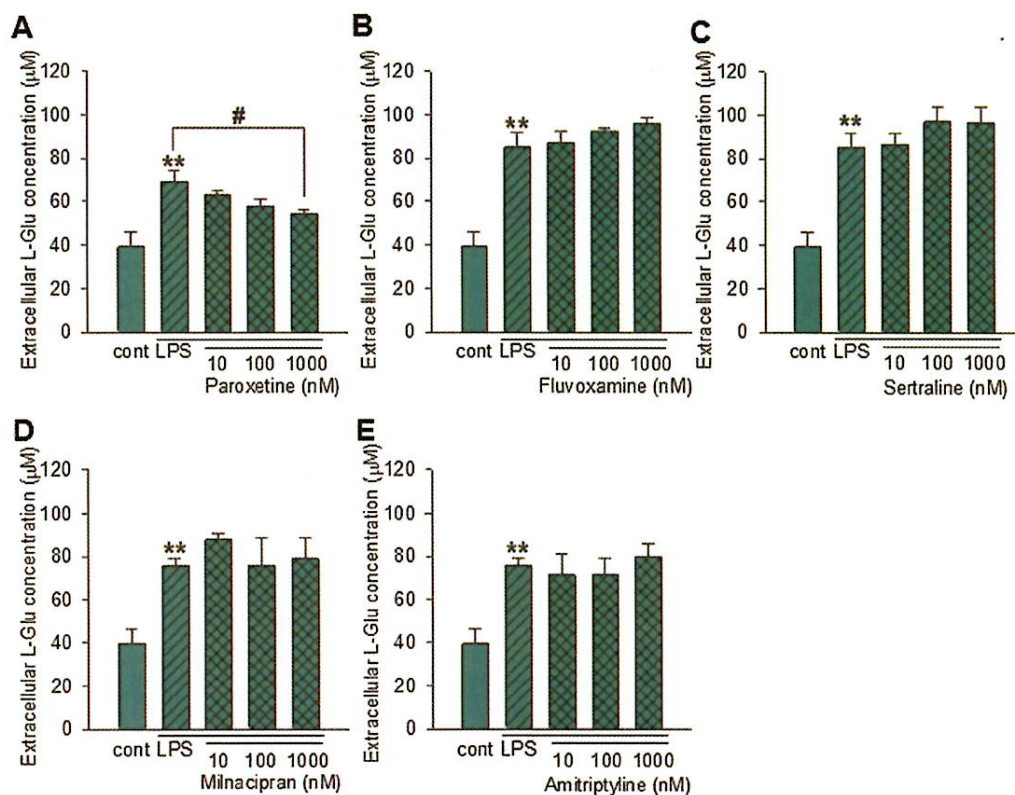 A
Extracellular L-Glu concentration (µM)
120
100
80
60
40
20
0
**
#
cont LPS
10 100 1000
Paroxetine (nM)
B
Extracellular L-Glu concentration (µM)
120
100
80
60
40
20
0
**
cont LPS
10 100 1000
Fluvoxamine (nM)
C
Extracellular L-Glu concentration (µM)
120
100
80
60
40
20
0
**
cont LPS
10 100 1000
Sertraline (nM)
D
Extracellular L-Glu concentration (µM)
120
100
80
60
40
20
0
**
cont LPS
10 100 1000
Milnacipran (nM)
E
Extracellular L-Glu concentration (µM)
120
100
80
60
40
20
0
**
cont LPS
10 100 1000
Amitriptyline (nM)